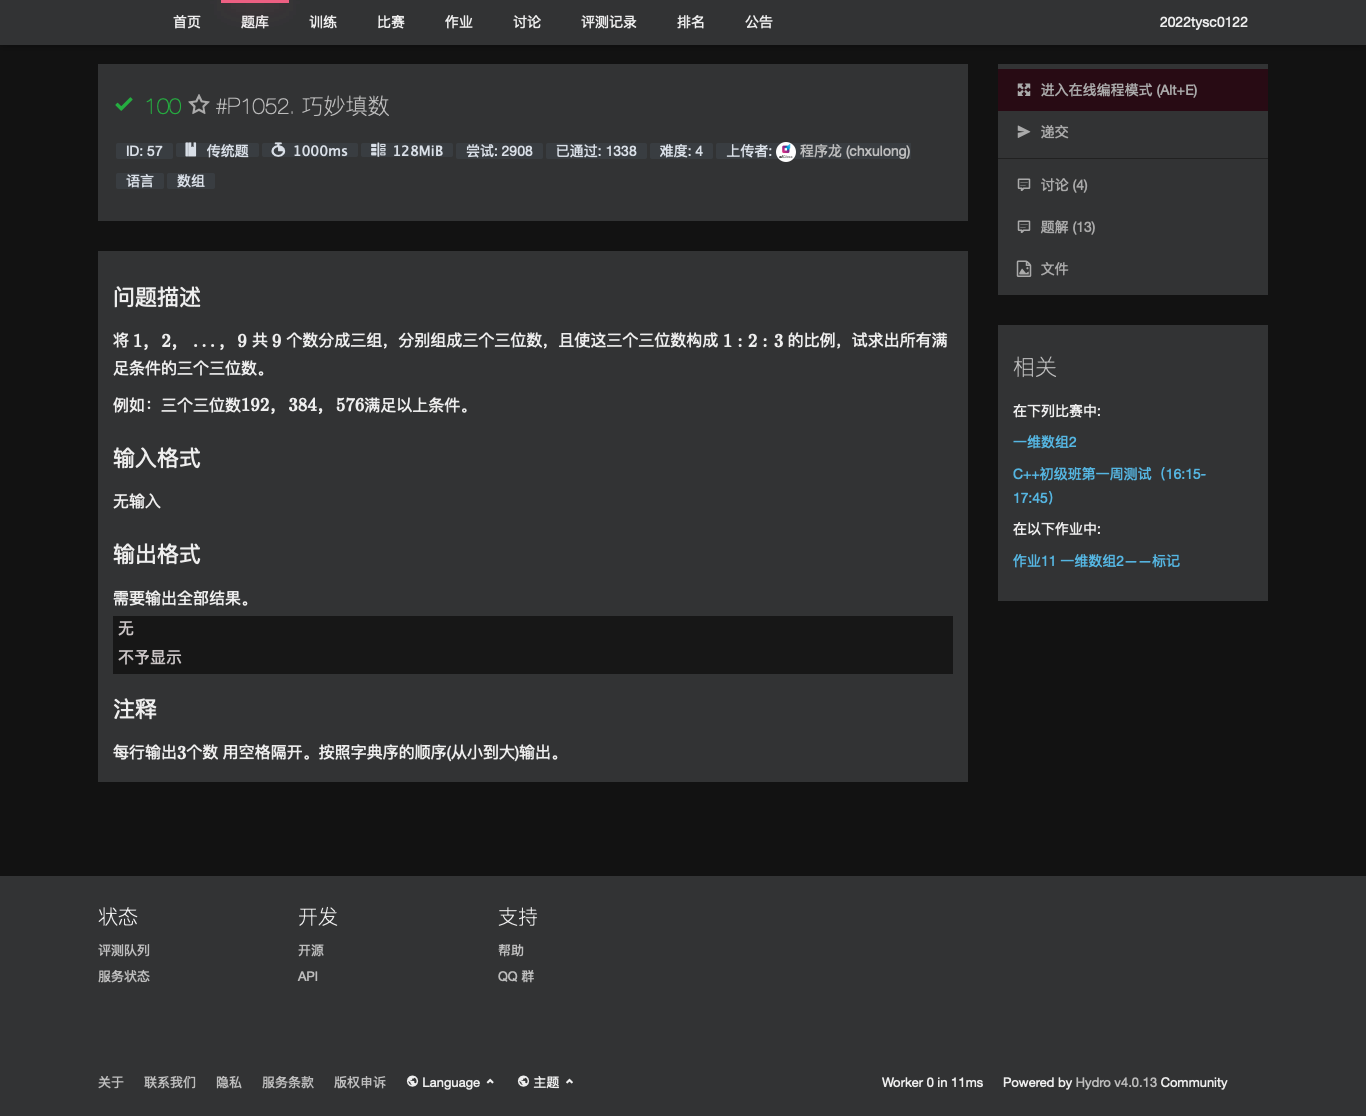 首页 题库 训练 比赛 作业 讨论 评测记录 排名 公告 2022tysc0122
100 #P1052. 巧妙填数
ID: 57 传统题 1000ms 128MiB 尝试: 2908 已通过: 1338 难度: 4 上传者: 程序龙 (chxulong)
语言 数组
问题描述
将 1， 2， ...， 9 共 9 个数分成三组，分别组成三个三位数，且使这三个三位数构成 1 : 2 : 3 的比例，试求出所有满
足条件的三个三位数。
例如：三个三位数192，384，576满足以上条件。
输入格式
无输入
输出格式
需要输出全部结果。
无
不予显示
注释
每行输出3个数 用空格隔开。按照字典序的顺序(从小到大)输出。
进入在线编程模式 (Alt+E)
递交
讨论 (4)
题解 (13)
文件
相关
在下列比赛中:
一维数组2
C++初级班第一周测试（16:15-
17:45）
在以下作业中:
作业11 一维数组2——标记
状态
评测队列
服务状态
开发
开源
API
支持
帮助
QQ 群
关于 联系我们 隐私 服务条款 版权申诉 Language 主题 Worker 0 in 11ms Powered by Hydro v4.0.13 Community